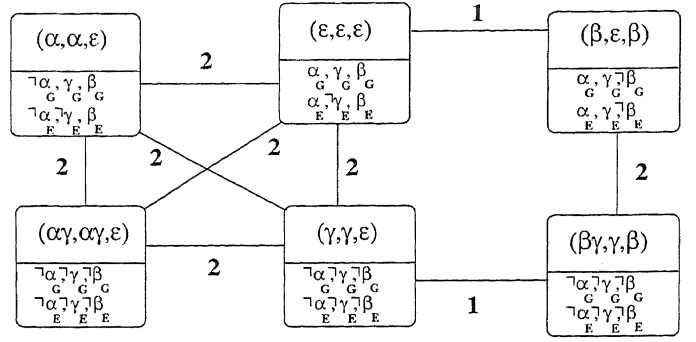 (α,α,ε)
¬α_G, γ_G, β_G
¬α_E,¬γ_E, β_E
2
(ε,ε,ε)
α_G, γ_G, β_G
α_E,¬γ_E, β_E
1
(β,ε,β)
α_G, γ_G,¬β_G
α_E, γ_E,¬β_E
2
2
2
2
2
(αγ,αγ,ε)
¬α_G,¬γ_G,¬β_G
¬α_E,¬γ_E,¬β_E
2
(γ,γ,ε)
¬α_G,¬γ_G,¬β_G
¬α_E,¬γ_E,¬β_E
1
(βγ,γ,β)
¬α_G,¬γ_G,¬β_G
¬α_E,¬γ_E,¬β_E